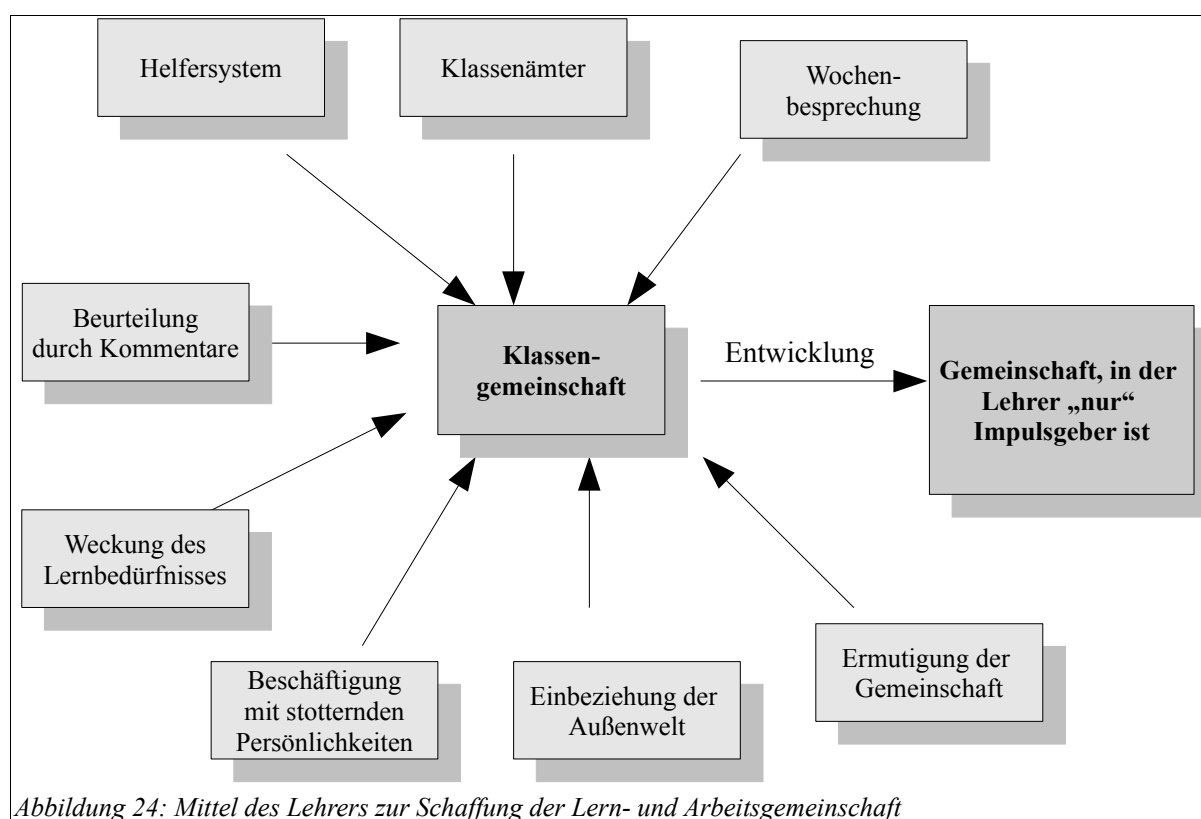 Helfersystem
Klassenämter
Wochen-
besprechung
Beurteilung
durch Kommentare
Klassen-
gemeinschaft
Entwicklung
Gemeinschaft, in der
Lehrer „nur“
Impulsgeber ist
Weckung des
Lernbedürfnisses
Beschäftigung
mit stotternden
Persönlichkeiten
Einbeziehung der
Außenwelt
Ermutigung der
Gemeinschaft
Abbildung 24: Mittel des Lehrers zur Schaffung der Lern- und Arbeitsgemeinschaft